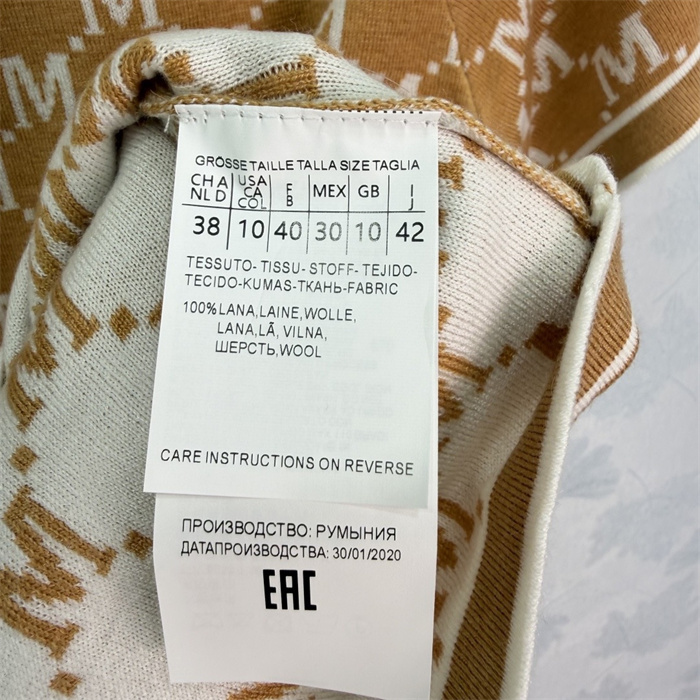 GRÖSSE TAILLE TALLA SIZE TAGLIA
CH A NL D | USA CA COL | F B | MEX | GB | I J
38 | 10 | 40 | 30 | 10 | 42
TESSUTO- TISSU- STOFF- TEJIDO-
TECIDO-KUMAS-ТКАНЬ-FABRIC
100%LANA,LAINE,WOLLE,
LANA,LÃ, VILNA,
ШЕРСТЬ,WOOL
CARE INSTRUCTIONS ON REVERSE
ПРОИЗВОДСТВО: РУМЫНИЯ
ДАТАПРОИЗВОДСТВА: 30/01/2020
EAC
.M.
M.
M.
M
M